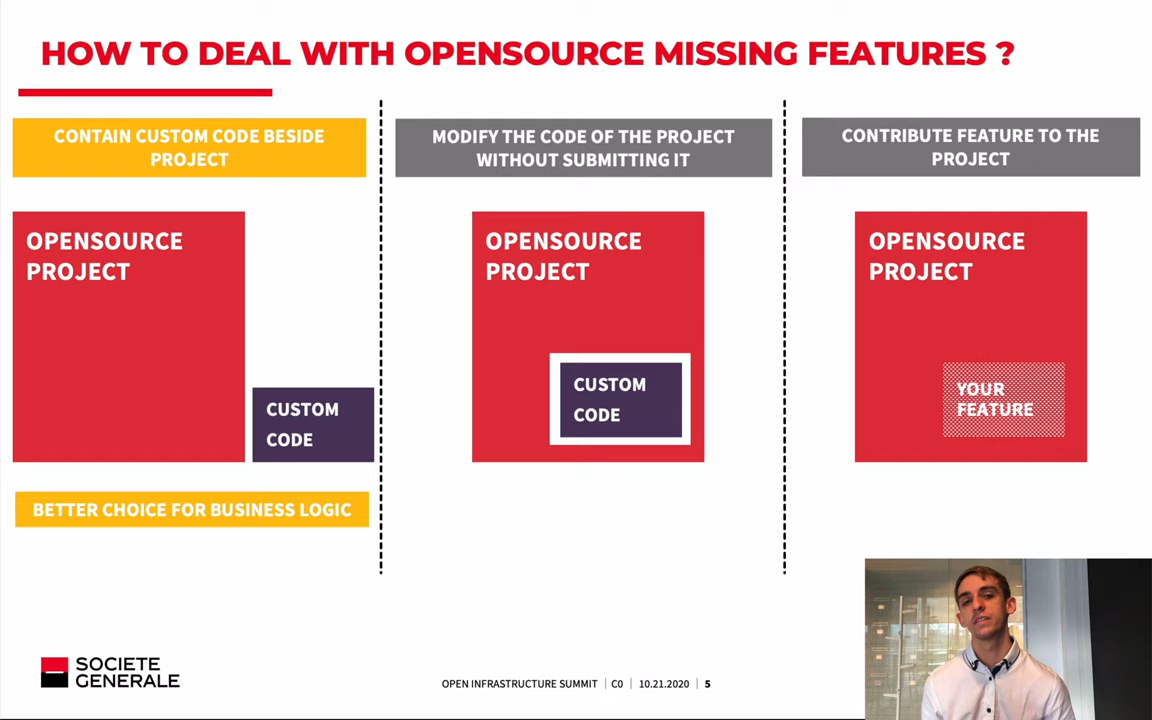 HOW TO DEAL WITH OPENSOURCE MISSING FEATURES ?
CONTAIN CUSTOM CODE BESIDE
PROJECT
OPENSOURCE
PROJECT
CUSTOM
CODE
BETTER CHOICE FOR BUSINESS LOGIC
MODIFY THE CODE OF THE PROJECT
WITHOUT SUBMITTING IT
OPENSOURCE
PROJECT
CUSTOM
CODE
CONTRIBUTE FEATURE TO THE
PROJECT
OPENSOURCE
PROJECT
YOUR
FEATURE
SOCIETE
GENERALE
OPEN INFRASTRUCTURE SUMMIT | C0 | 10.21.2020 | 5